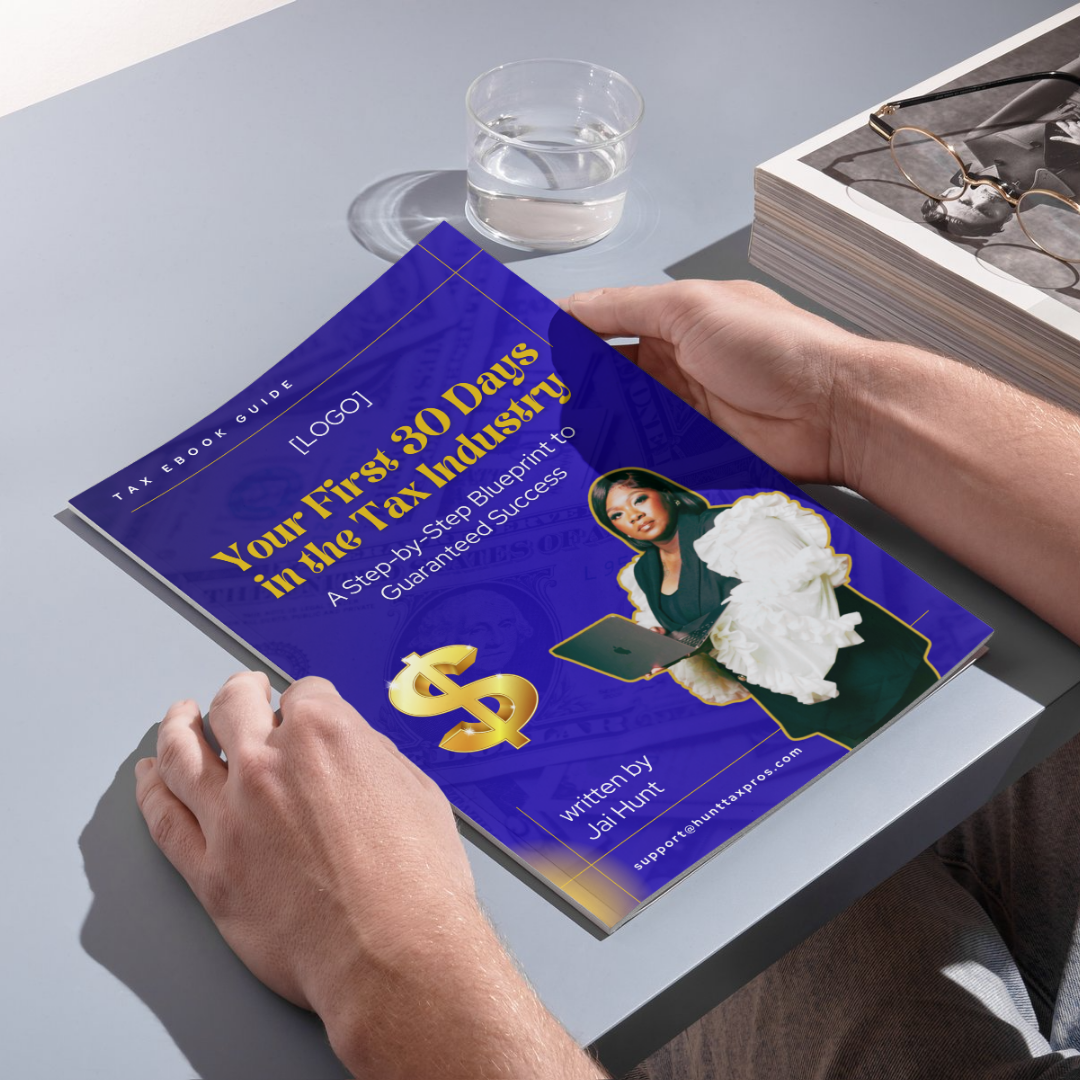 TAX EBOOK GUIDE
[LOGO]
Your First 30 Days
in the Tax Industry
A Step-by-Step Blueprint to
Guaranteed Success
written by
Jai Hunt
support@hunttaxpros.com